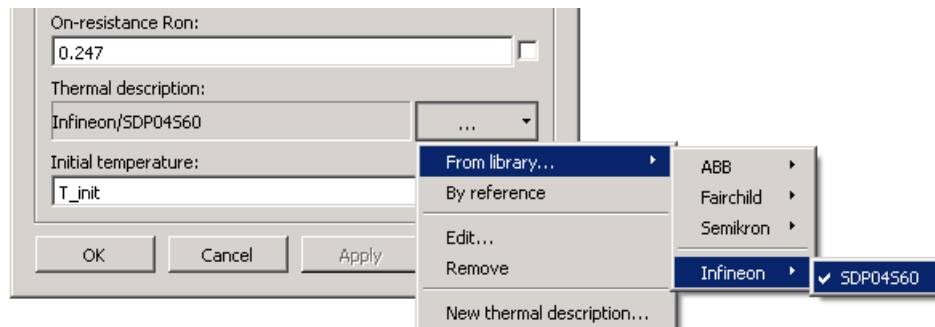 On-resistance Ron:
0.247
Thermal description:
Infineon/SDP04S60
...
Initial temperature:
T_init
OK
Cancel
Apply
From library...
By reference
Edit...
Remove
New thermal description...
ABB
Fairchild
Semikron
Infineon
SDP04S60